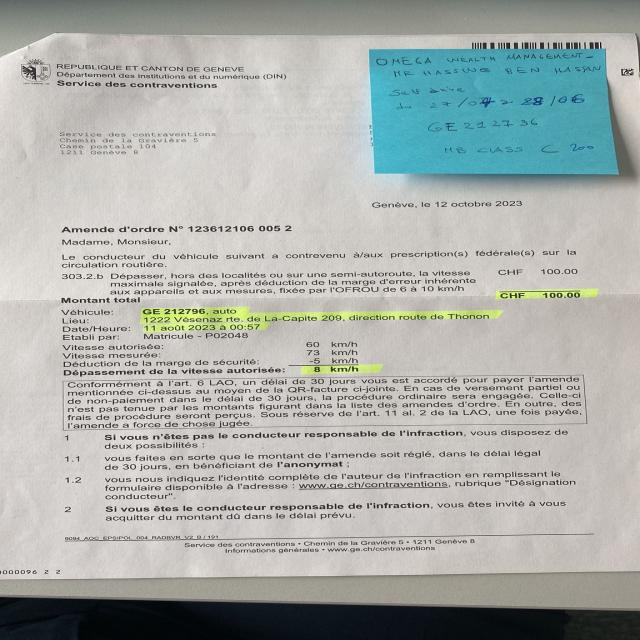 REPUBLIQUE ET CANTON DE GENEVE
Département des institutions et du numérique (DIN)
Service des contraventions
OMEGA WEALTH MANAGEMENT -
MR HASSING BEN HASSAN
GE 212736
MB CLASS C 200
Service des contraventions
Chemin de la Gravière 5
Case postale 104
1211 Genève 8
Genève, le 12 octobre 2023
Amende d'ordre N° 123612106 005 2
Madame, Monsieur,
Le conducteur du véhicule suivant a contrevenu à/aux prescription(s) fédérale(s) sur la
circulation routière.
303.2.b Dépasser, hors des localités ou sur une semi-autoroute, la vitesse CHF 100.00
maximale signalée, après déduction de la marge d'erreur inhérente
aux appareils et aux mesures, fixée par l'OFROU de 6 à 10 km/h
Montant total CHF 100.00
Véhicule: GE 212796, auto
Lieu: 1222 Vésenaz rte. de La-Capite 209, direction route de Thonon
Date/Heure: 11 août 2023 à 00:57
Etabli par: Matricule - P02048
Vitesse autorisée: 60 km/h
Vitesse mesurée: 73 km/h
Déduction de la marge de sécurité: -5 km/h
Dépassement de la vitesse autorisée: 8 km/h
Conformément à l'art. 6 LAO, un délai de 30 jours vous est accordé pour payer l'amende
mentionnée ci-dessus au moyen de la QR-facture ci-jointe. En cas de versement partiel ou
de non-paiement dans le délai de 30 jours, la procédure ordinaire sera engagée. Celle-ci
n'est pas tenue par les montants figurant dans la liste des amendes d'ordre. En outre, des
frais de procédure seront perçus. Sous réserve de l'art. 11 al. 2 de la LAO, une fois payée,
l'amende a force de chose jugée.
1 Si vous n'êtes pas le conducteur responsable de l'infraction, vous disposez de
deux possibilités :
1.1 vous faites en sorte que le montant de l'amende soit réglé, dans le délai légal
de 30 jours, en bénéficiant de l'anonymat ;
1.2 vous nous indiquez l'identité complète de l'auteur de l'infraction en remplissant le
formulaire disponible à l'adresse : www.ge.ch/contraventions, rubrique "Désignation
conducteur".
2 Si vous êtes le conducteur responsable de l'infraction, vous êtes invité à vous
acquitter du montant dû dans le délai prévu.
Service des contraventions • Chemin de la Gravière 5 • 1211 Genève 8
Informations générales • www.ge.ch/contraventions
0000096 2 2